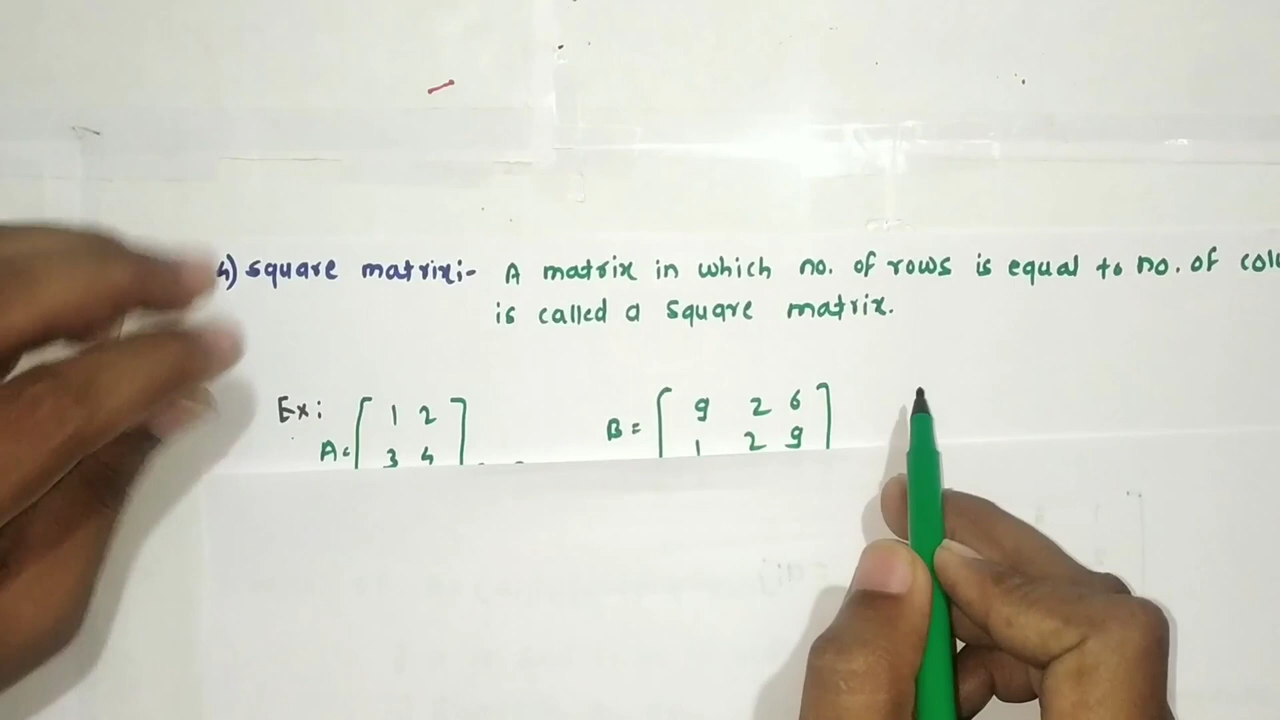 4) square matrix:- A matrix in which no. of rows is equal to no. of
is called a square matrix.
Ex:
A= [ 1 2
3 4 ]
B = [ 9 2 6
1 2 9 ]